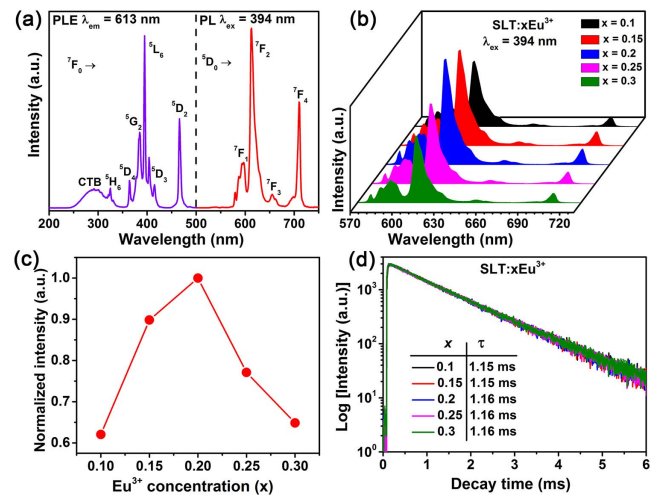 (a)
PLE λem = 613 nm
PL λex = 394 nm
⁷F₀ →
⁵D₀→
⁵L₆
⁷F₂
⁵G₂
⁵D₂
⁷F₄
CTB
⁵H₆
⁵D₄
⁵D₃
⁷F₁
⁷F₃
Intensity (a.u.)
200 300 400 500 600 700
Wavelength (nm)
(b)
SLT:xEu³⁺
λex = 394 nm
x = 0.1
x = 0.15
x = 0.2
x = 0.25
x = 0.3
Intensity (a.u.)
570 600 630 660 690 720
Wavelength (nm)
(c)
Normalized intensity (a.u.)
1.0
0.9
0.8
0.7
0.6
0.10 0.15 0.20 0.25 0.30
Eu³⁺ concentration (x)
(d)
SLT:xEu³⁺
Log [Intensity (a.u.)]
10³
10²
10¹
10⁰
x τ
0.1 1.15 ms
0.15 1.15 ms
0.2 1.16 ms
0.25 1.16 ms
0.3 1.16 ms
0 1 2 3 4 5 6
Decay time (ms)